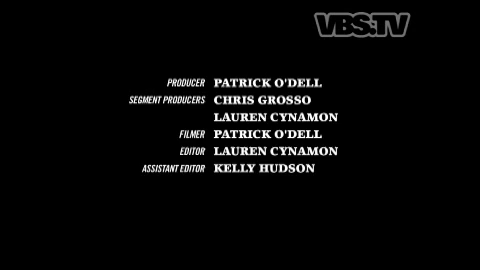 VBS.TV
PRODUCER PATRICK O'DELL
SEGMENT PRODUCERS CHRIS GROSSO
LAUREN CYNAMON
FILMER PATRICK O'DELL
EDITOR LAUREN CYNAMON
ASSISTANT EDITOR KELLY HUDSON